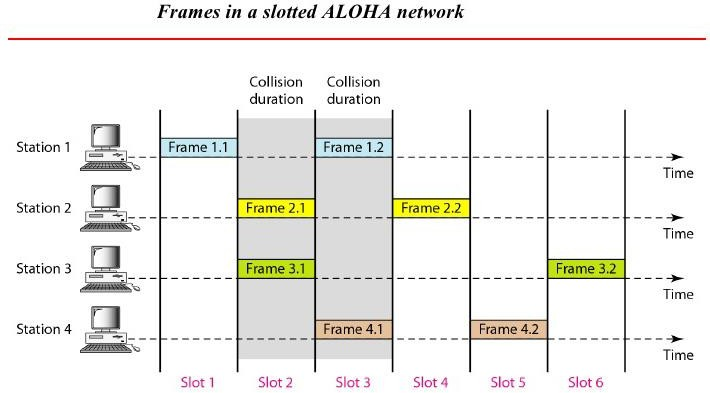 Frames in a slotted ALOHA network
Collision
duration
Collision
duration
Station 1
Frame 1.1
Frame 1.2
Time
Station 2
Frame 2.1
Frame 2.2
Time
Station 3
Frame 3.1
Frame 3.2
Time
Station 4
Frame 4.1
Frame 4.2
Time
Slot 1
Slot 2
Slot 3
Slot 4
Slot 5
Slot 6